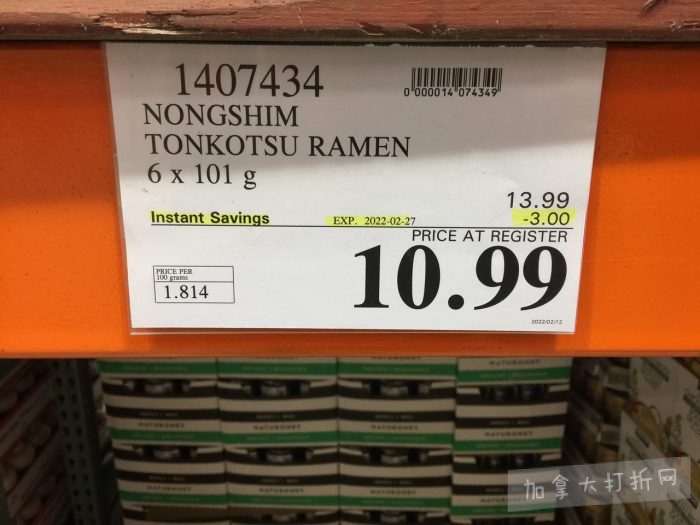 1407434
0 000014 074349
NONGSHIM
TONKOTSU RAMEN
6 x 101 g
13.99
Instant Savings EXP. 2022-02-27 -3.00
PRICE AT REGISTER
10.99
PRICE PER
100 grams
1.814
2022/02/12
加拿大打折网